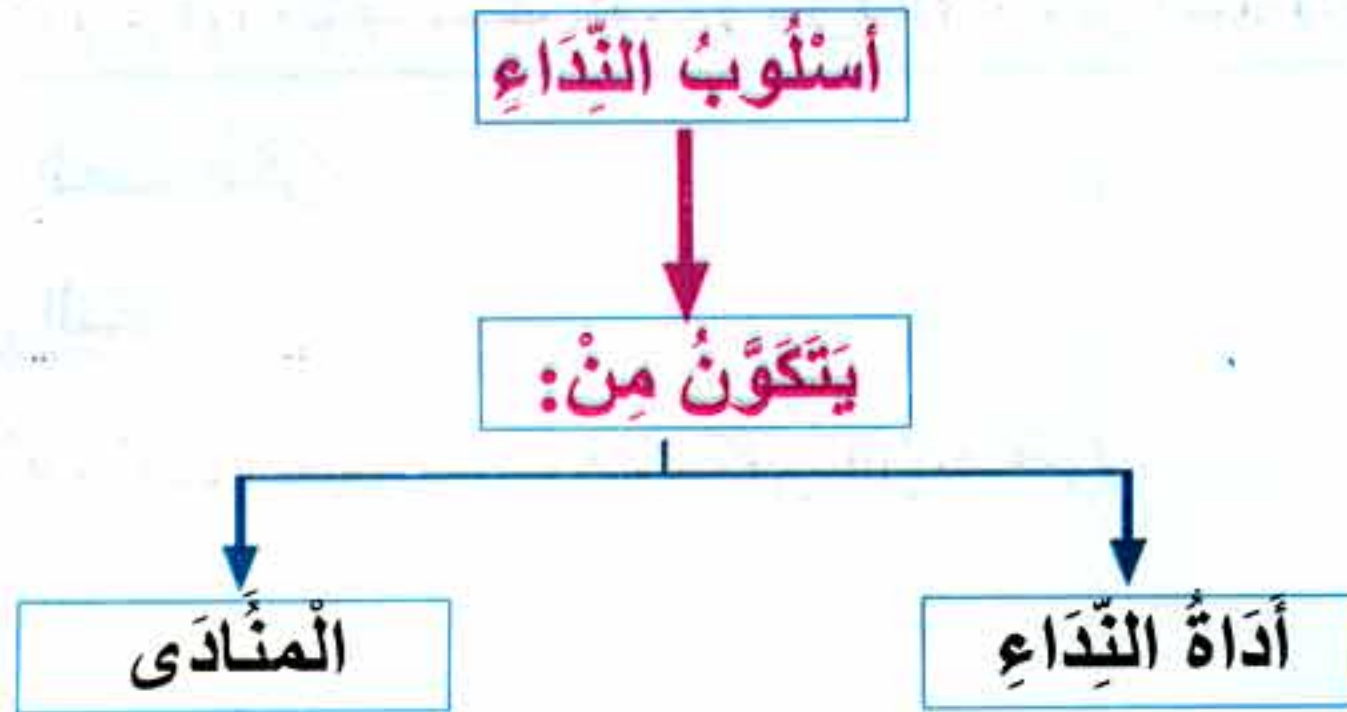 أسْلُوبُ النِّدَاءِ
يَتَكَوَّنُ مِنْ:
أَدَاةُ النِّدَاءِ
الْمنَُادَى